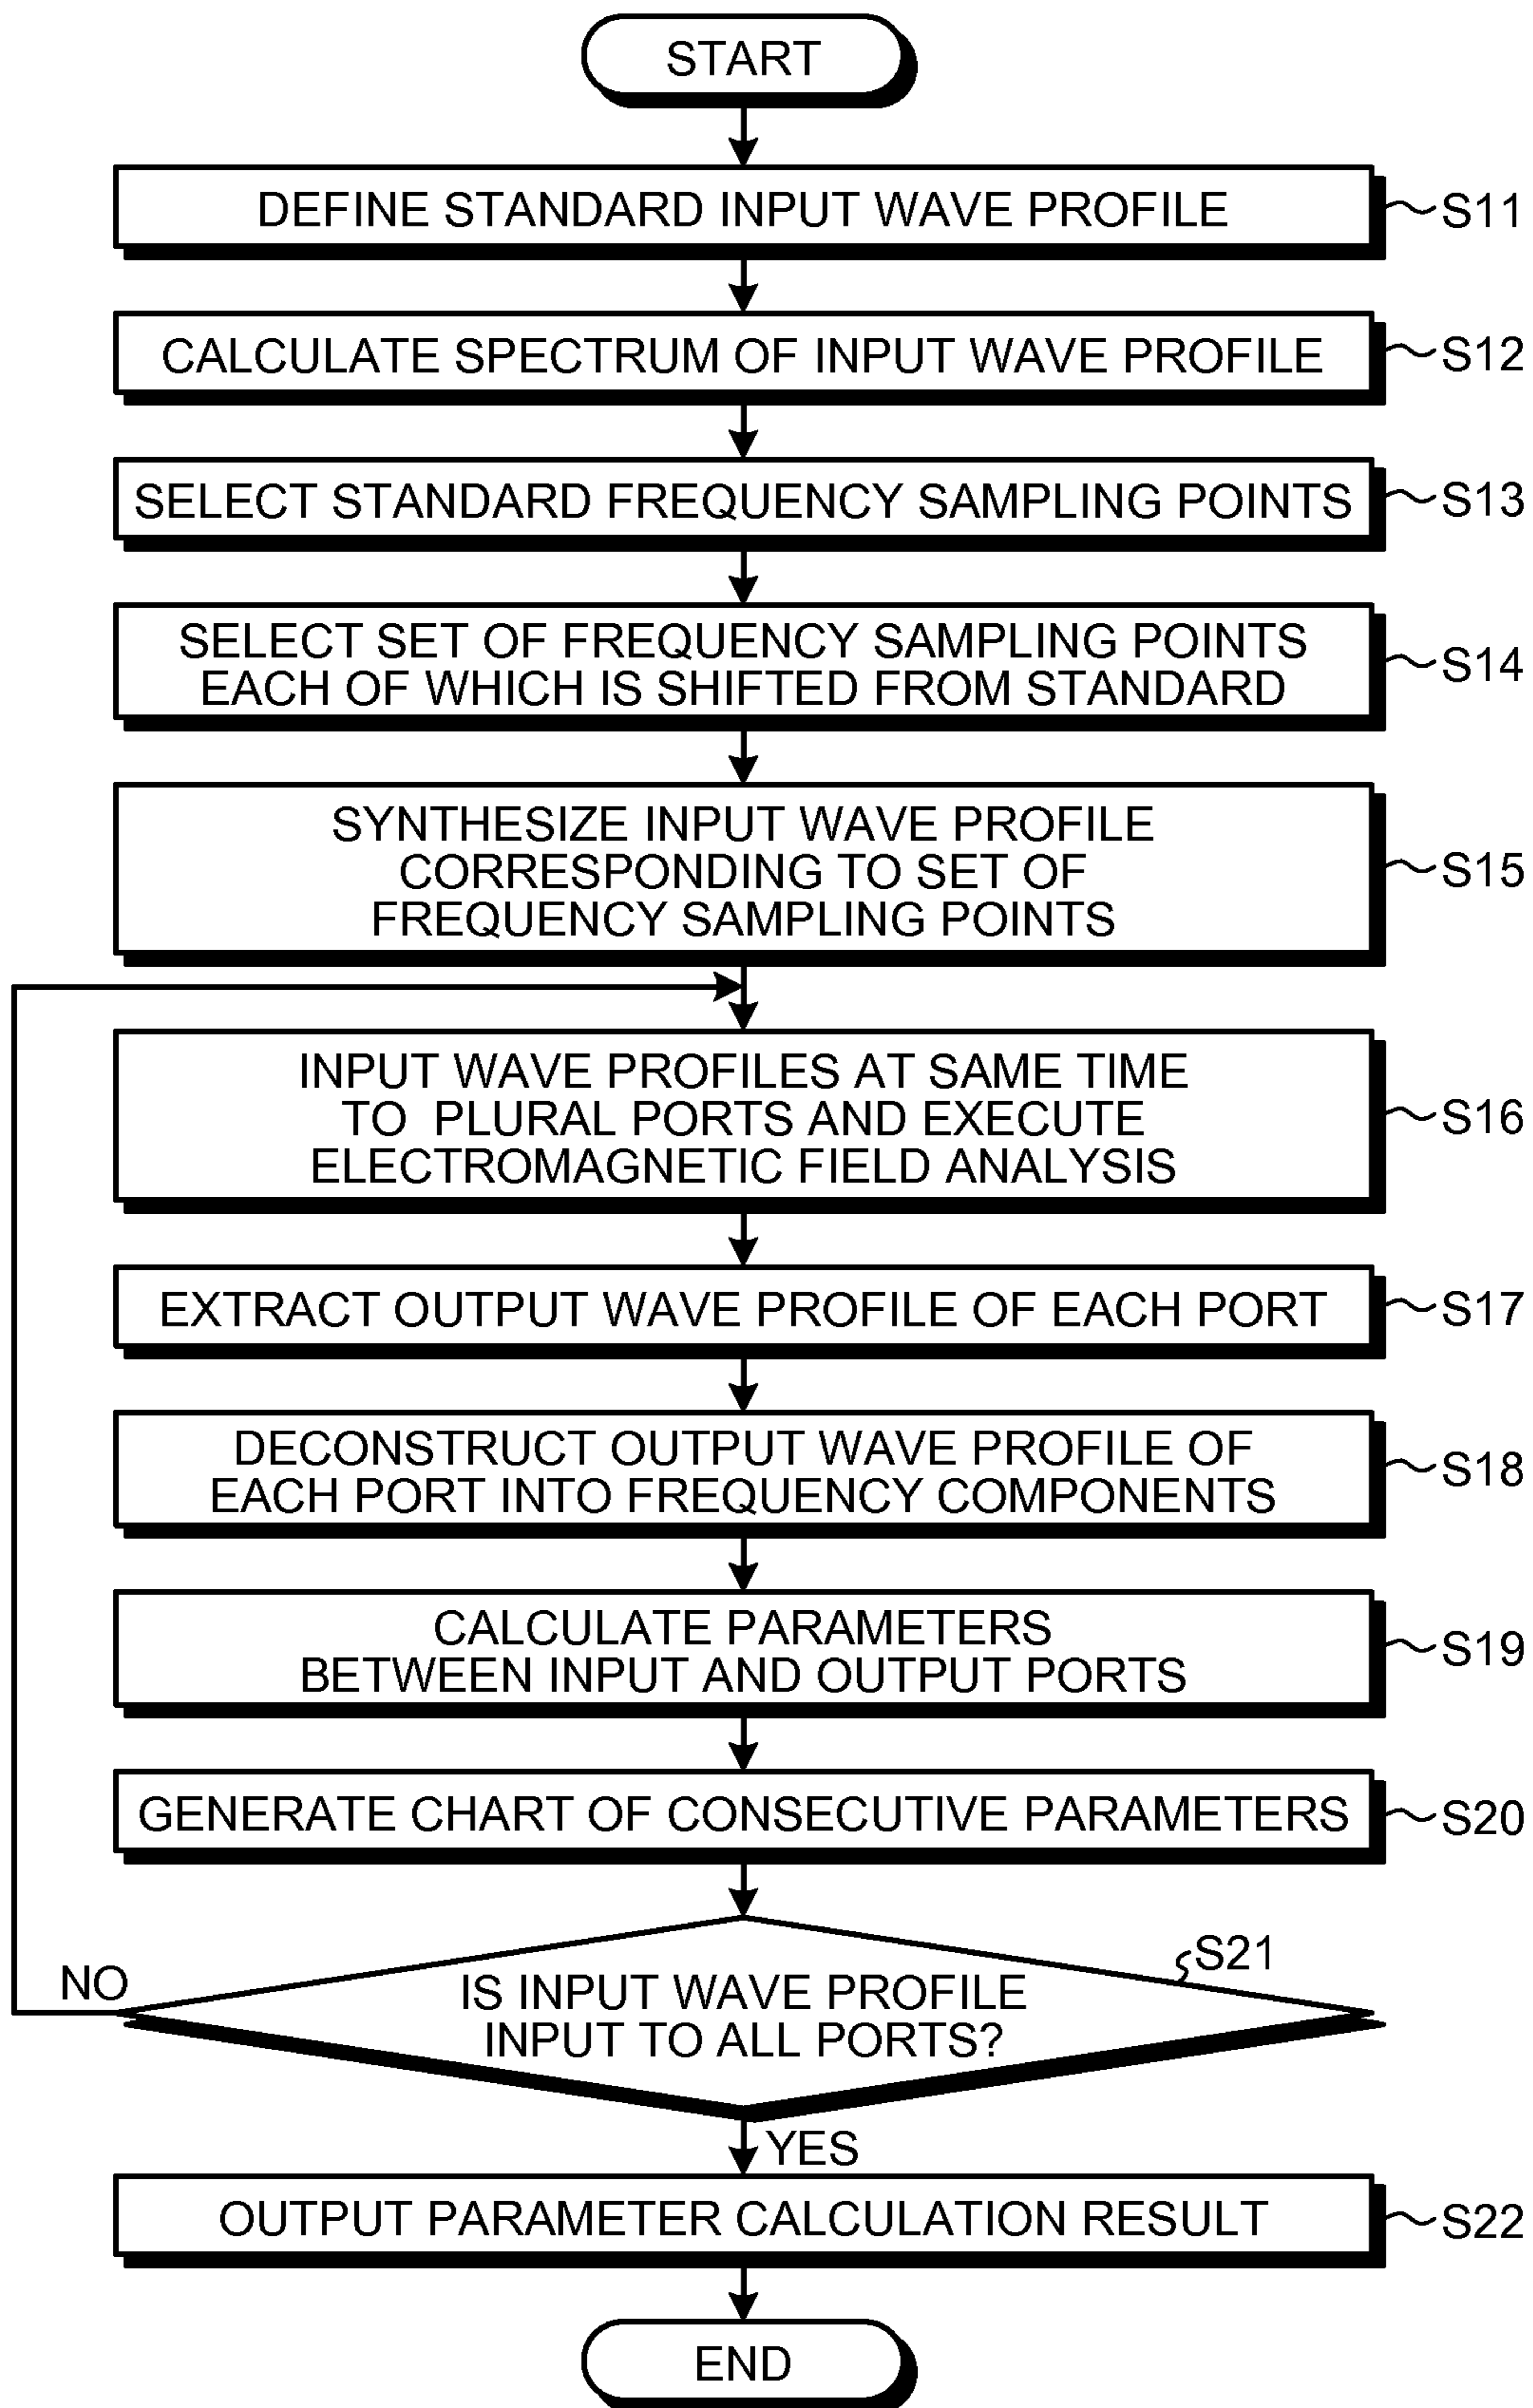 START
DEFINE STANDARD INPUT WAVE PROFILE
S11
CALCULATE SPECTRUM OF INPUT WAVE PROFILE
S12
SELECT STANDARD FREQUENCY SAMPLING POINTS
S13
SELECT SET OF FREQUENCY SAMPLING POINTS
EACH OF WHICH IS SHIFTED FROM STANDARD
S14
SYNTHESIZE INPUT WAVE PROFILE
CORRESPONDING TO SET OF
FREQUENCY SAMPLING POINTS
S15
INPUT WAVE PROFILES AT SAME TIME
TO PLURAL PORTS AND EXECUTE
ELECTROMAGNETIC FIELD ANALYSIS
S16
EXTRACT OUTPUT WAVE PROFILE OF EACH PORT
S17
DECONSTRUCT OUTPUT WAVE PROFILE OF
EACH PORT INTO FREQUENCY COMPONENTS
S18
CALCULATE PARAMETERS
BETWEEN INPUT AND OUTPUT PORTS
S19
GENERATE CHART OF CONSECUTIVE PARAMETERS
S20
S21
NO
IS INPUT WAVE PROFILE
INPUT TO ALL PORTS?
YES
OUTPUT PARAMETER CALCULATION RESULT
S22
END